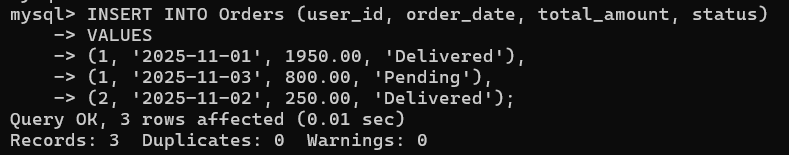 mysql> INSERT INTO Orders (user_id, order_date, total_amount, status)
    -> VALUES
    -> (1, '2025-11-01', 1950.00, 'Delivered'),
    -> (1, '2025-11-03', 800.00, 'Pending'),
    -> (2, '2025-11-02', 250.00, 'Delivered');
Query OK, 3 rows affected (0.01 sec)
Records: 3  Duplicates: 0  Warnings: 0